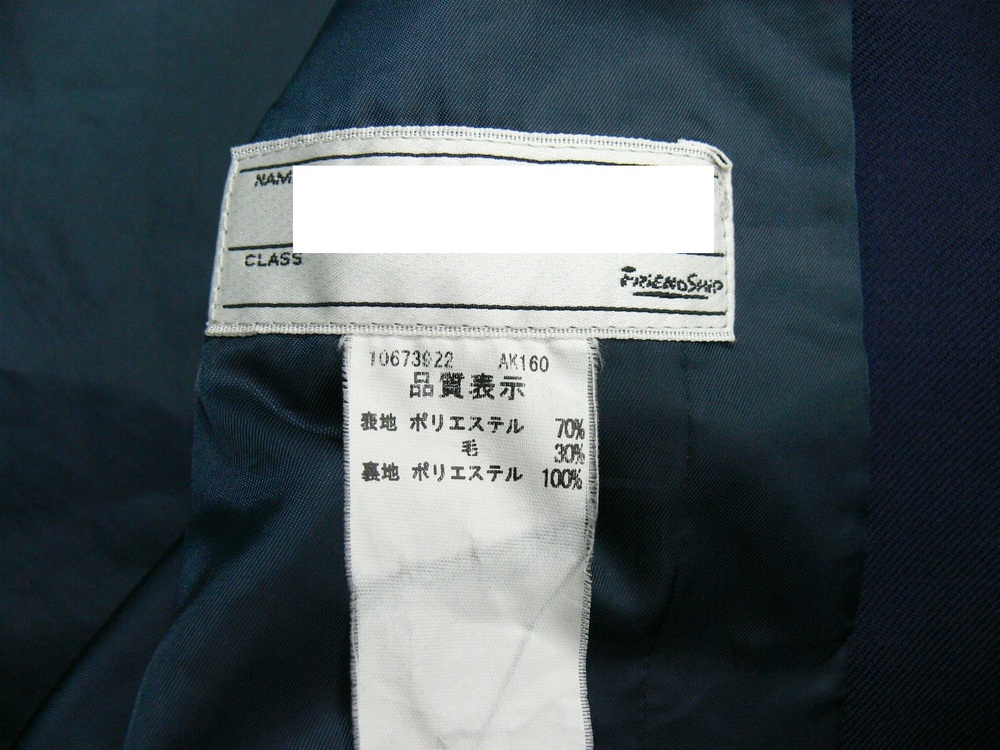 NAM
CLASS
FRIENDSHIP
10673922 AK160
品質表示
表地 ポリエステル 70%
毛 30%
裏地 ポリエステル 100%